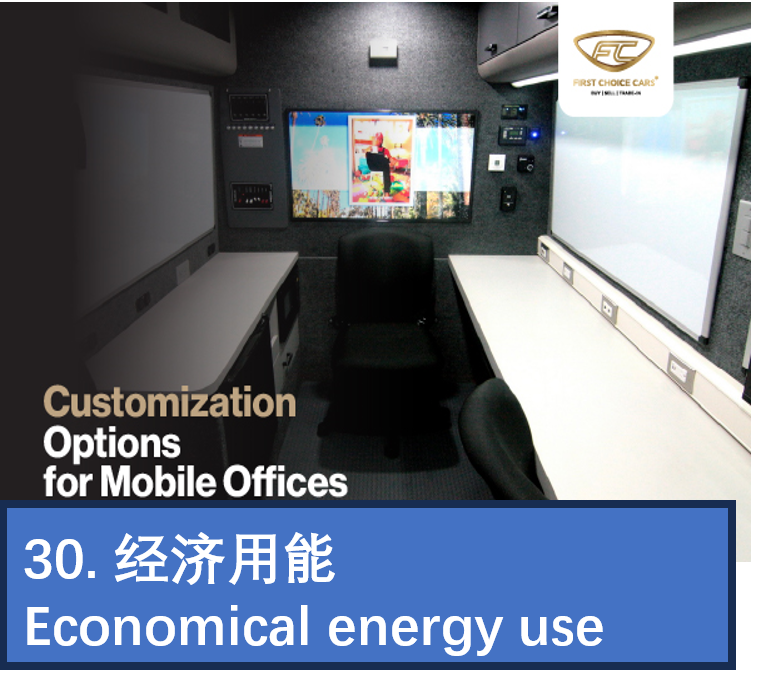 FTC
FIRST CHOICE CARS
BUY | SELL | TRADE-IN
Customization
Options
for Mobile Offices
30. 经济用能
Economical energy use